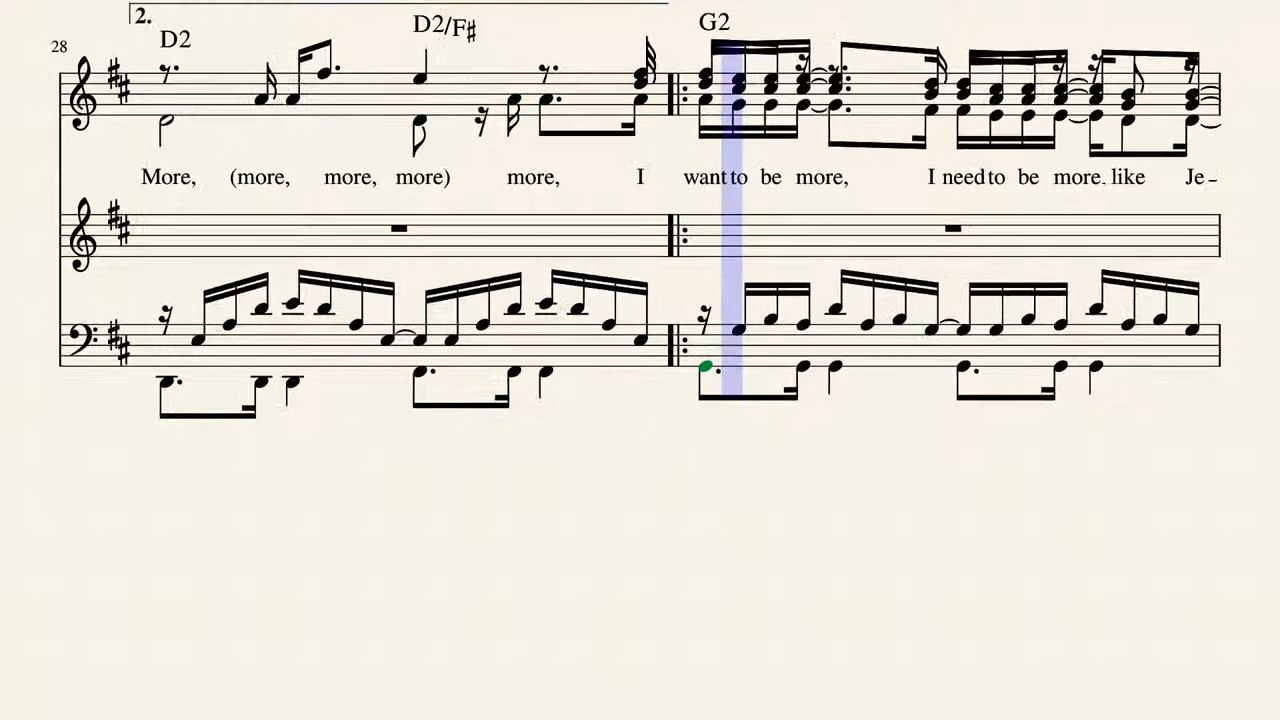 2.
D2 D2/F# G2
28
More, (more, more, more) more, I want to be more, I need to be more. like Je-